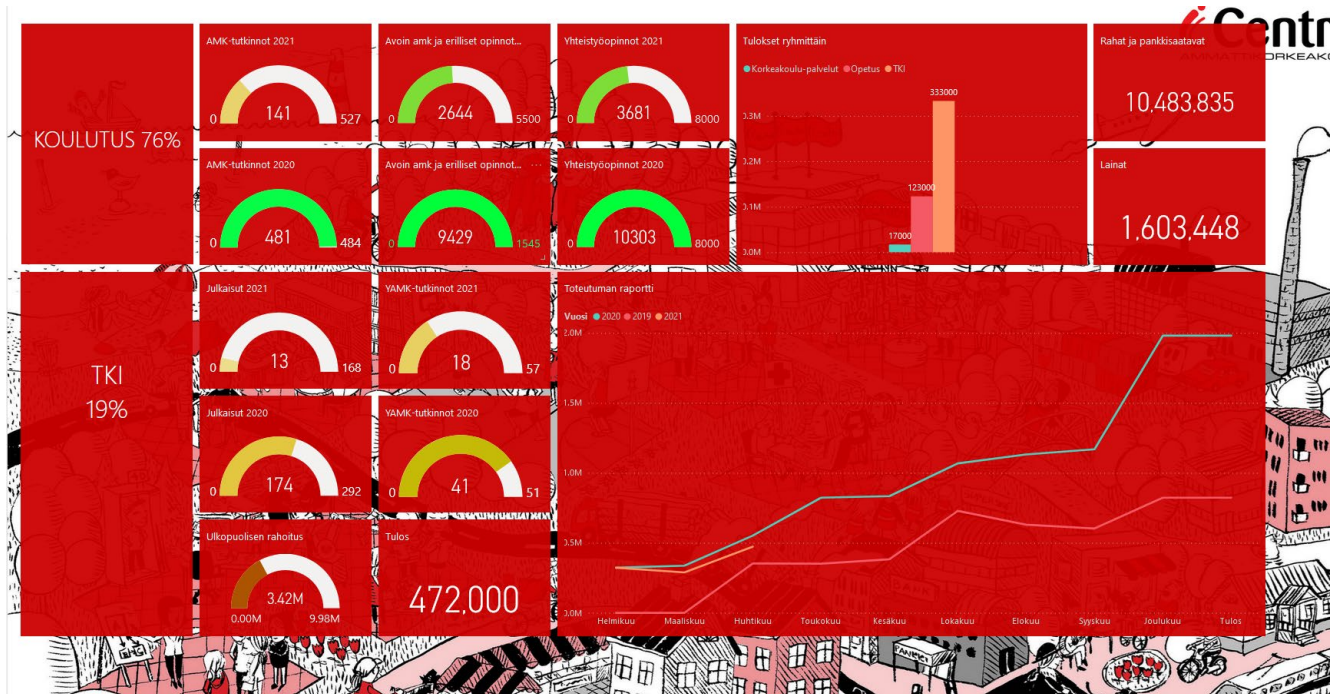 Centr
AMMATTIKORKEAKO
KOULUTUS 76%
AMK-tutkinnot 2021
141
0
527
Avoin amk ja erilliset opinnot...
2644
0
5500
Yhteistyöopinnot 2021
3681
0
8000
Tulokset ryhmittäin
Korkeakoulu-palvelut Opetus TKI
333000
0.3M
0.2M
123000
0.1M
17000
0.0M
Rahat ja pankkisaatavat
10,483,835
AMK-tutkinnot 2020
481
0
484
Avoin amk ja erilliset opinnot... ...
9429
0
1545
Yhteistyöopinnot 2020
10303
0
8000
Lainat
1,603,448
TKI
19%
Julkaisut 2021
13
0
168
YAMK-tutkinnot 2021
18
0
57
Julkaisut 2020
174
0
292
YAMK-tutkinnot 2020
41
0
51
Ulkopuolisen rahoitus
3.42M
0.00M
9.98M
Tulos
472,000
Toteutuman raportti
Vuosi 2020 2019 2021
2.0M
1.5M
1.0M
0.5M
0.0M
Helmikuu Maaliskuu Huhtikuu Toukokuu Kesäkuu Lokakuu Elokuu Syyskuu Joulukuu Tulos